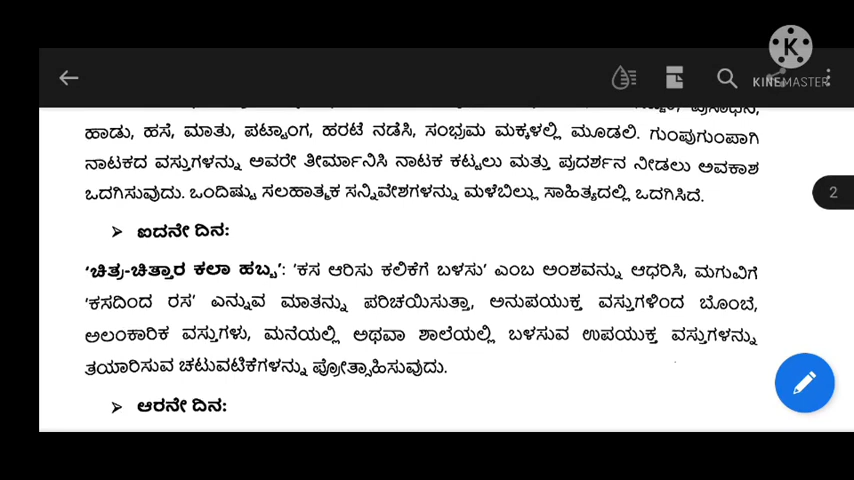 KINEMASTER
ಹಾಡು, ಹಸೆ, ಮಾತು, ಪಟ್ಟಾಂಗ, ಹರಟೆ ನಡೆಸಿ, ಸಂಭ್ರಮ ಮಕ್ಕಳಲ್ಲಿ ಮೂಡಲಿ. ಗುಂಪುಗುಂಪಾಗಿ
ನಾಟಕದ ವಸ್ತುಗಳನ್ನು ಅವರೇ ತೀರ್ಮಾನಿಸಿ ನಾಟಕ ಕಟ್ಟಲು ಮತ್ತು ಪ್ರದರ್ಶನ ನೀಡಲು ಅವಕಾಶ
ಒದಗಿಸುವುದು. ಒಂದಿಷ್ಟು ಸಲಹಾತ್ಮಕ ಸನ್ನಿವೇಶಗಳನ್ನು ಮಳೆಬಿಲ್ಲು ಸಾಹಿತ್ಯದಲ್ಲಿ ಒದಗಿಸಿದೆ.
2
➢ ಐದನೇ ದಿನ:
'ಚಿತ್ರ-ಚಿತ್ತಾರ ಕಲಾ ಹಬ್ಬ': 'ಕಸ ಆರಿಸು ಕಲಿಕೆಗೆ ಬಳಸು' ಎಂಬ ಅಂಶವನ್ನು ಆಧರಿಸಿ, ಮಗುವಿಗೆ
'ಕಸದಿಂದ ರಸ' ಎನ್ನುವ ಮಾತನ್ನು ಪರಿಚಯಿಸುತ್ತಾ, ಅನುಪಯುಕ್ತ ವಸ್ತುಗಳಿಂದ ಬೊಂಬೆ,
ಅಲಂಕಾರಿಕ ವಸ್ತುಗಳು, ಮನೆಯಲ್ಲಿ ಅಥವಾ ಶಾಲೆಯಲ್ಲಿ ಬಳಸುವ ಉಪಯುಕ್ತ ವಸ್ತುಗಳನ್ನು
ತಯಾರಿಸುವ ಚಟುವಟಿಕೆಗಳನ್ನು ಪ್ರೋತ್ಸಾಹಿಸುವುದು.
➢ ಆರನೇ ದಿನ: